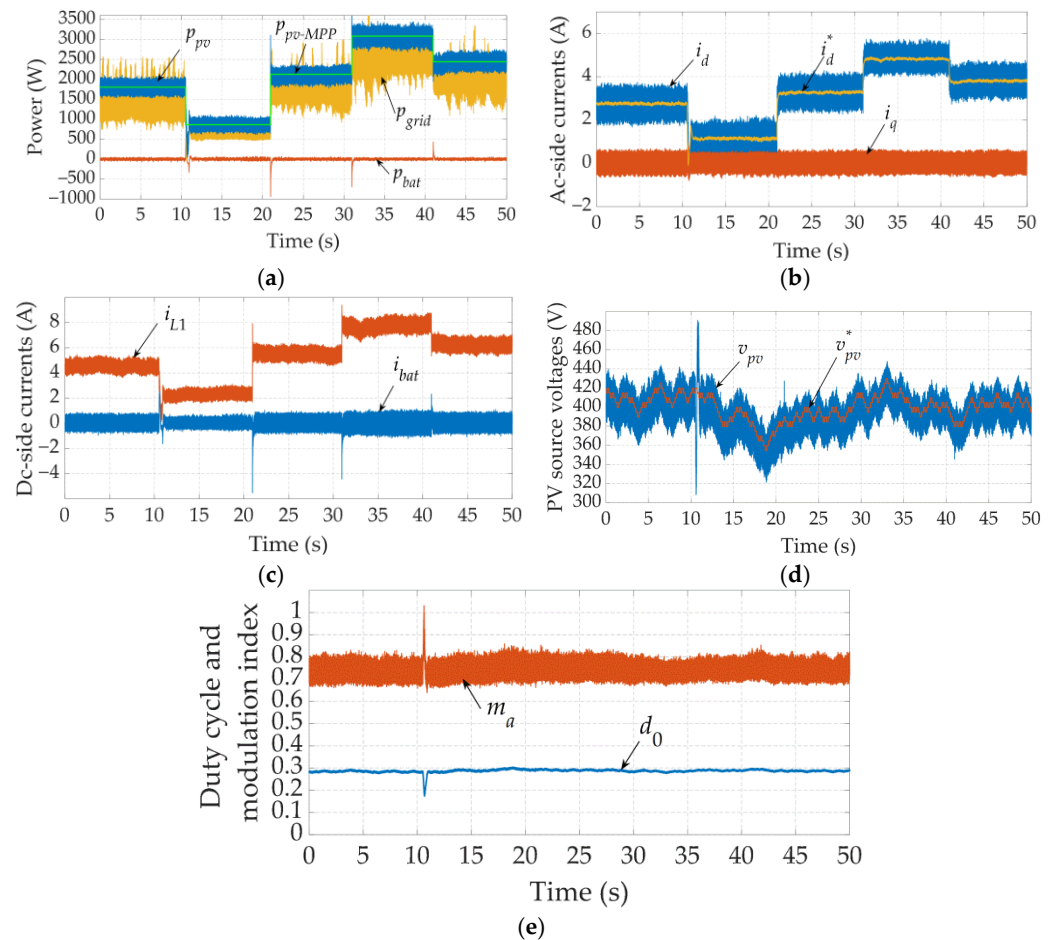 Power (W)
3500
3000
2500
2000
1500
1000
500
0
−500
−1000
p_pv
p_pv-MPP
p_grid
p_bat
0 5 10 15 20 25 30 35 40 45 50
Time (s)
(a)
Ac-side currents (A)
6
4
2
0
−2
i_d
i_d^*
i_q
0 5 10 15 20 25 30 35 40 45 50
Time (s)
(b)
Dc-side currents (A)
8
6
4
2
0
−2
−4
i_L1
i_bat
0 5 10 15 20 25 30 35 40 45 50
Time (s)
(c)
PV source voltages (V)
480
460
440
420
400
380
360
340
320
300
v_pv
v_pv^*
0 5 10 15 20 25 30 35 40 45 50
Time (s)
(d)
Duty cycle and
modulation index
1
0.9
0.8
0.7
0.6
0.5
0.4
0.3
0.2
0.1
0
m_a
d_0
0 5 10 15 20 25 30 35 40 45 50
Time (s)
(e)